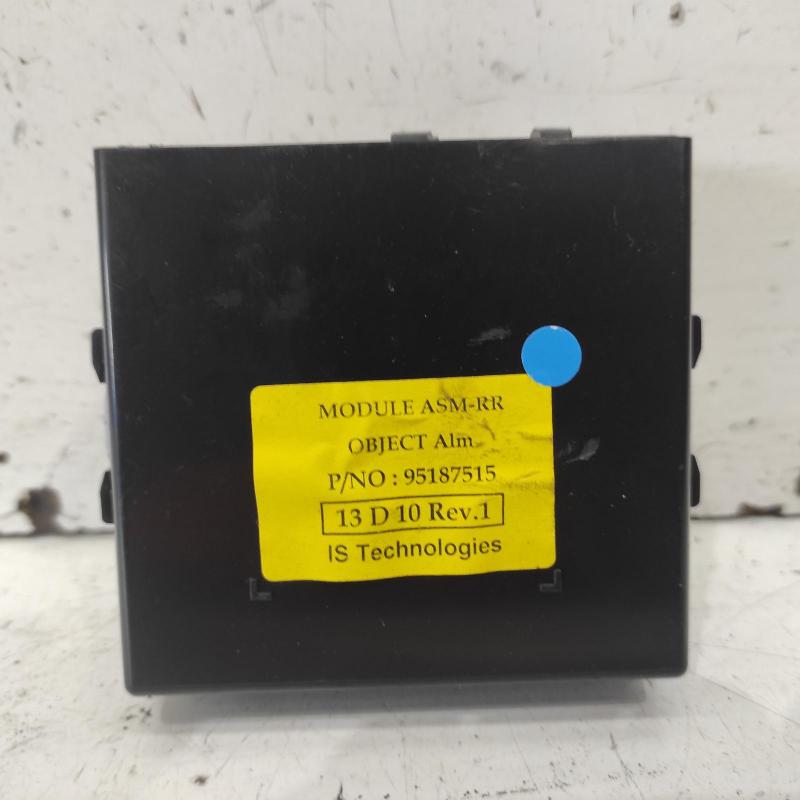 MODULE ASM-RR
OBJECT Alm
P/NO : 95187515
13 D 10 Rev.1
IS Technologies